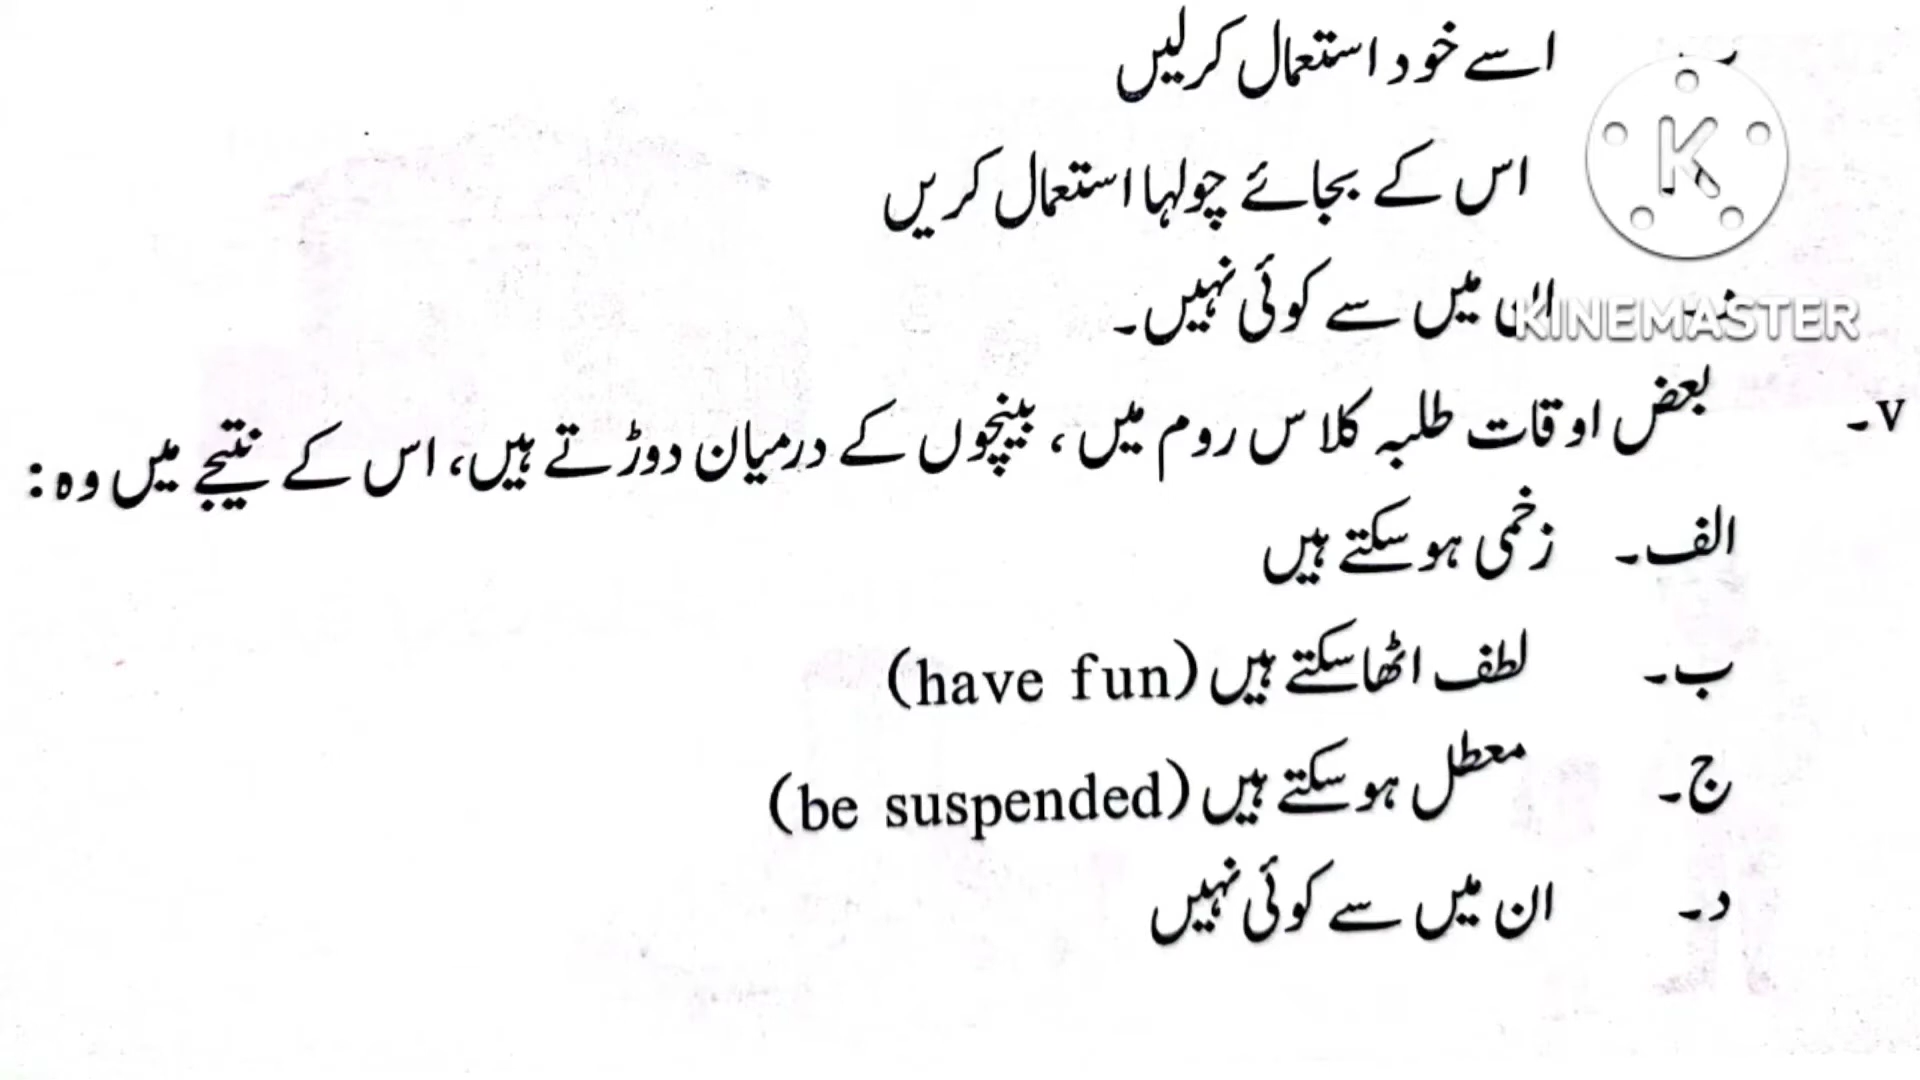 اسے خود استعمال کرلیں
اس کے بجائے چولہا استعمال کریں
ان میں سے کوئی نہیں۔
KINEMASTER
v۔ بعض اوقات طلبہ کلاس روم میں، بینچوں کے درمیان دوڑتے ہیں، اس کے نتیجے میں وہ:
الف۔ زخمی ہوسکتے ہیں
ب۔ لطف اٹھاسکتے ہیں (have fun)
ج۔ معطل ہوسکتے ہیں (be suspended)
د۔ ان میں سے کوئی نہیں